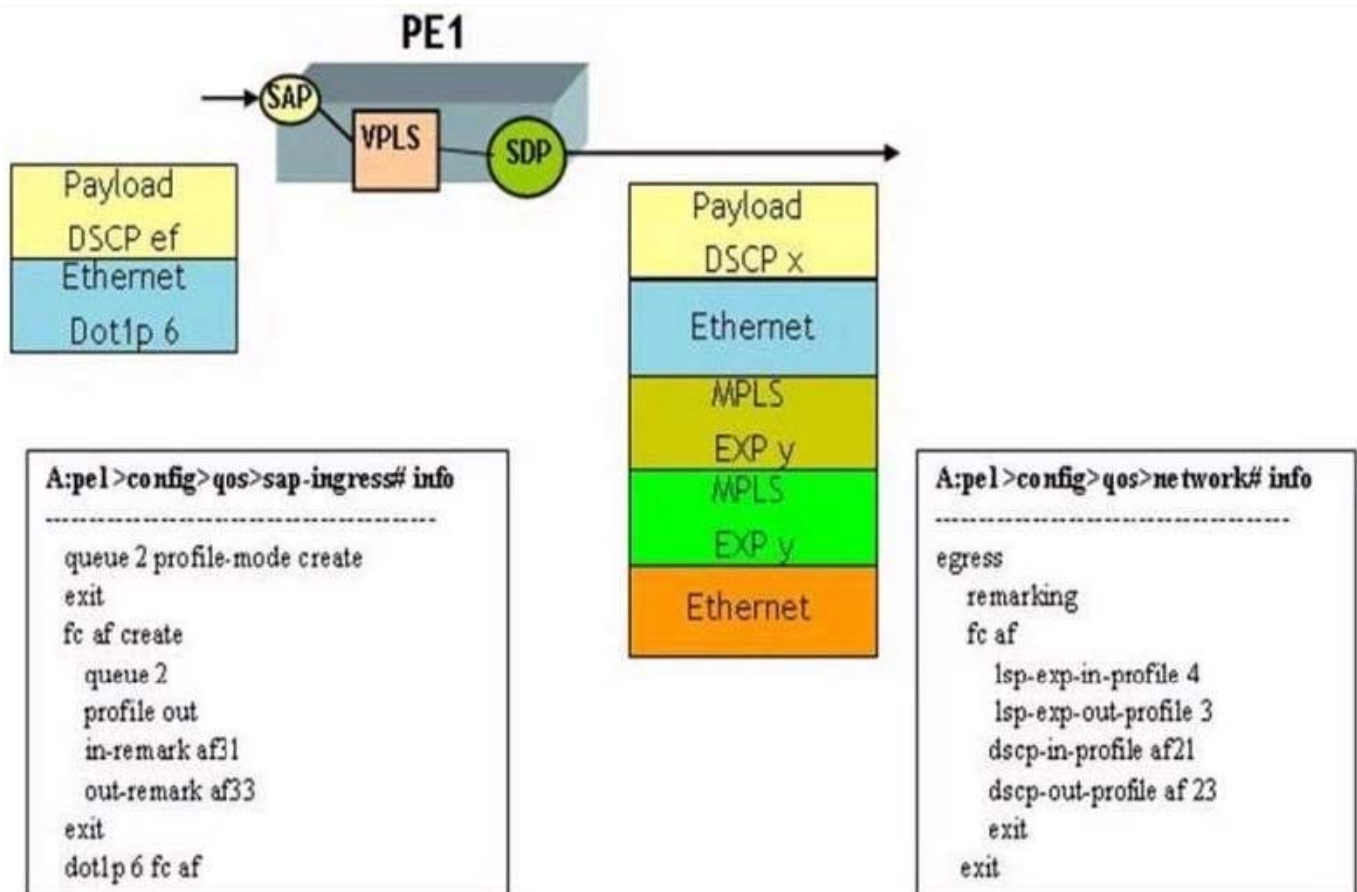 PE1
SAP
VPLS
SDP
Payload
DSCP ef
Ethernet
Dot1p 6
Payload
DSCP x
Ethernet
MPLS
EXP y
MPLS
EXP y
Ethernet
A:pel>config>qos>sap-ingress# info
--------------------------------------------
queue 2 profile-mode create
exit
fc af create
queue 2
profile out
in-remark af31
out-remark af33
exit
dot1p 6 fc af
A:pel>config>qos>network# info
----------------------------------------
egress
remarking
fc af
lsp-exp-in-profile 4
lsp-exp-out-profile 3
dscp-in-profile af21
dscp-out-profile af 23
exit
exit